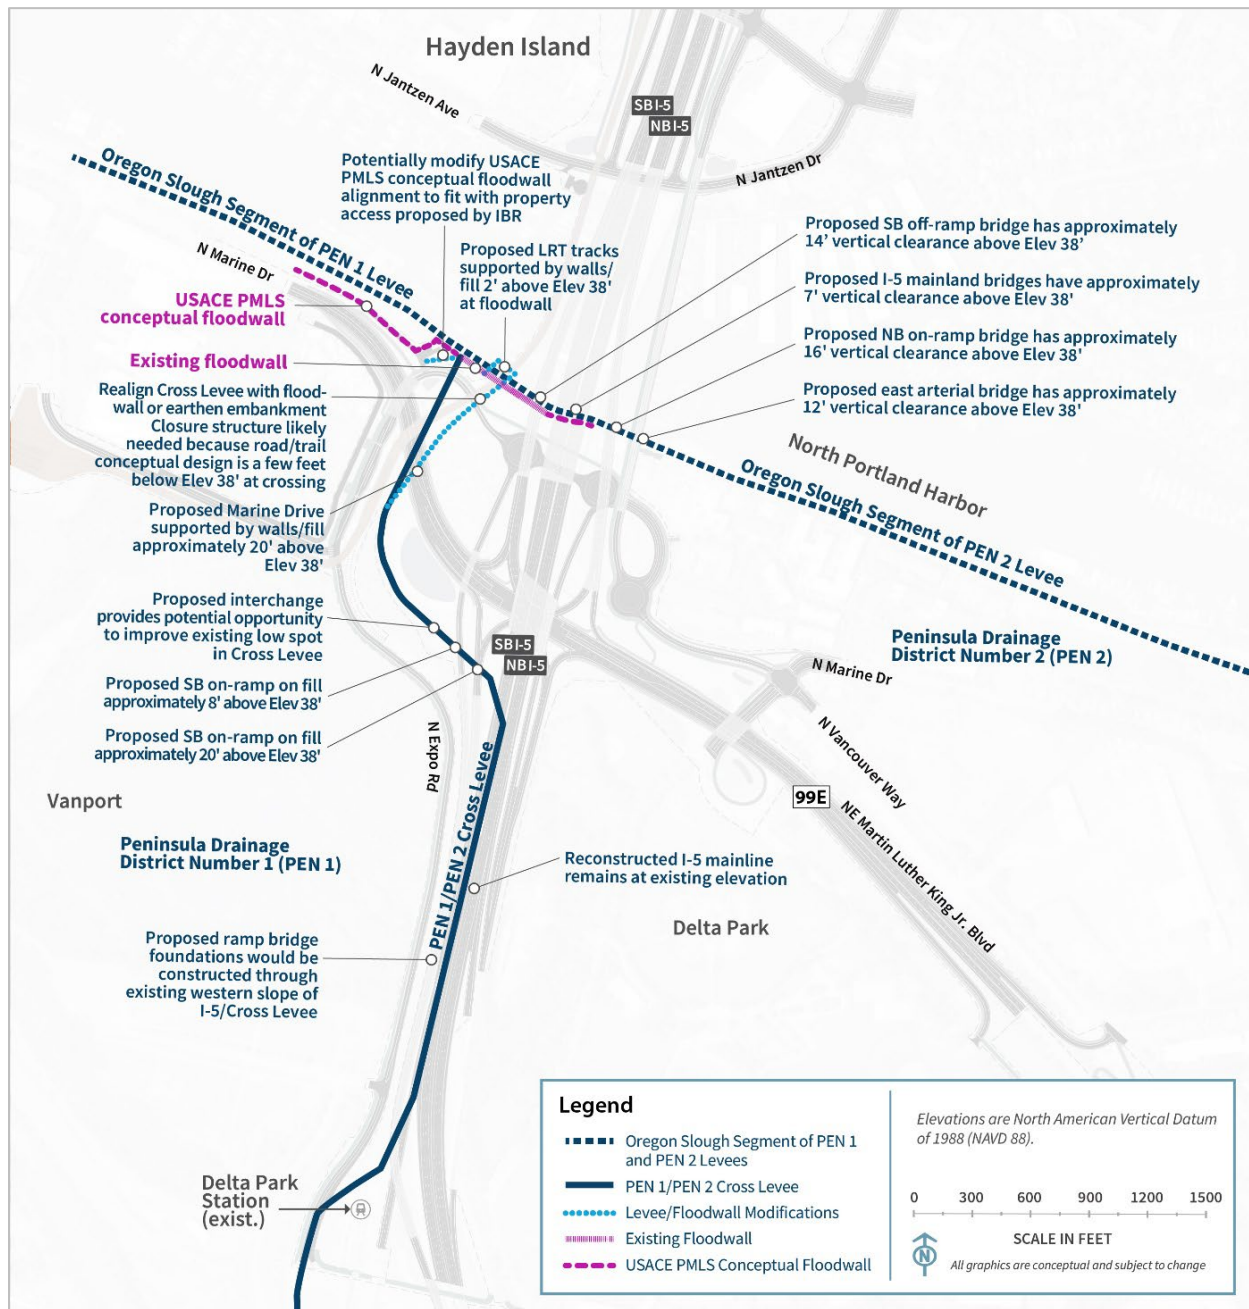 Hayden Island
N Jantzen Ave
SB I-5
NB I-5
N Jantzen Dr
Oregon Slough Segment of PEN 1 Levee
Potentially modify USACE
PMLS conceptual floodwall
alignment to fit with property
access proposed by IBR
N Marine Dr
Proposed LRT tracks
supported by walls/
fill 2' above Elev 38'
at floodwall
Proposed SB off-ramp bridge has approximately
14’ vertical clearance above Elev 38’
Proposed I-5 mainland bridges have approximately
7' vertical clearance above Elev 38'
Proposed NB on-ramp bridge has approximately
16' vertical clearance above Elev 38'
Proposed east arterial bridge has approximately
12' vertical clearance above Elev 38'
USACE PMLS
conceptual floodwall
Existing floodwall
Realign Cross Levee with flood-
wall or earthen embankment
Closure structure likely
needed because road/trail
conceptual design is a few feet
below Elev 38' at crossing
North Portland Harbor
Oregon Slough Segment of PEN 2 Levee
Proposed Marine Drive
supported by walls/fill
approximately 20' above
Elev 38'
Proposed interchange
provides potential opportunity
to improve existing low spot
in Cross Levee
SB I-5
NB I-5
Peninsula Drainage
District Number 2 (PEN 2)
N Marine Dr
Proposed SB on-ramp on fill
approximately 8' above Elev 38'
Proposed SB on-ramp on fill
approximately 20' above Elev 38'
N Expo Rd
N Vancouver Way
99E
NE Martin Luther King Jr. Blvd
Vanport
PEN 1/PEN 2 Cross Levee
Peninsula Drainage
District Number 1 (PEN 1)
Reconstructed I-5 mainline
remains at existing elevation
Delta Park
Proposed ramp bridge
foundations would be
constructed through
existing western slope of
I-5/Cross Levee
Delta Park
Station
(exist.)
Legend
Oregon Slough Segment of PEN 1
and PEN 2 Levees
PEN 1/PEN 2 Cross Levee
Levee/Floodwall Modifications
Existing Floodwall
USACE PMLS Conceptual Floodwall
Elevations are North American Vertical Datum
of 1988 (NAVD 88).
0 300 600 900 1200 1500
SCALE IN FEET
N
All graphics are conceptual and subject to change